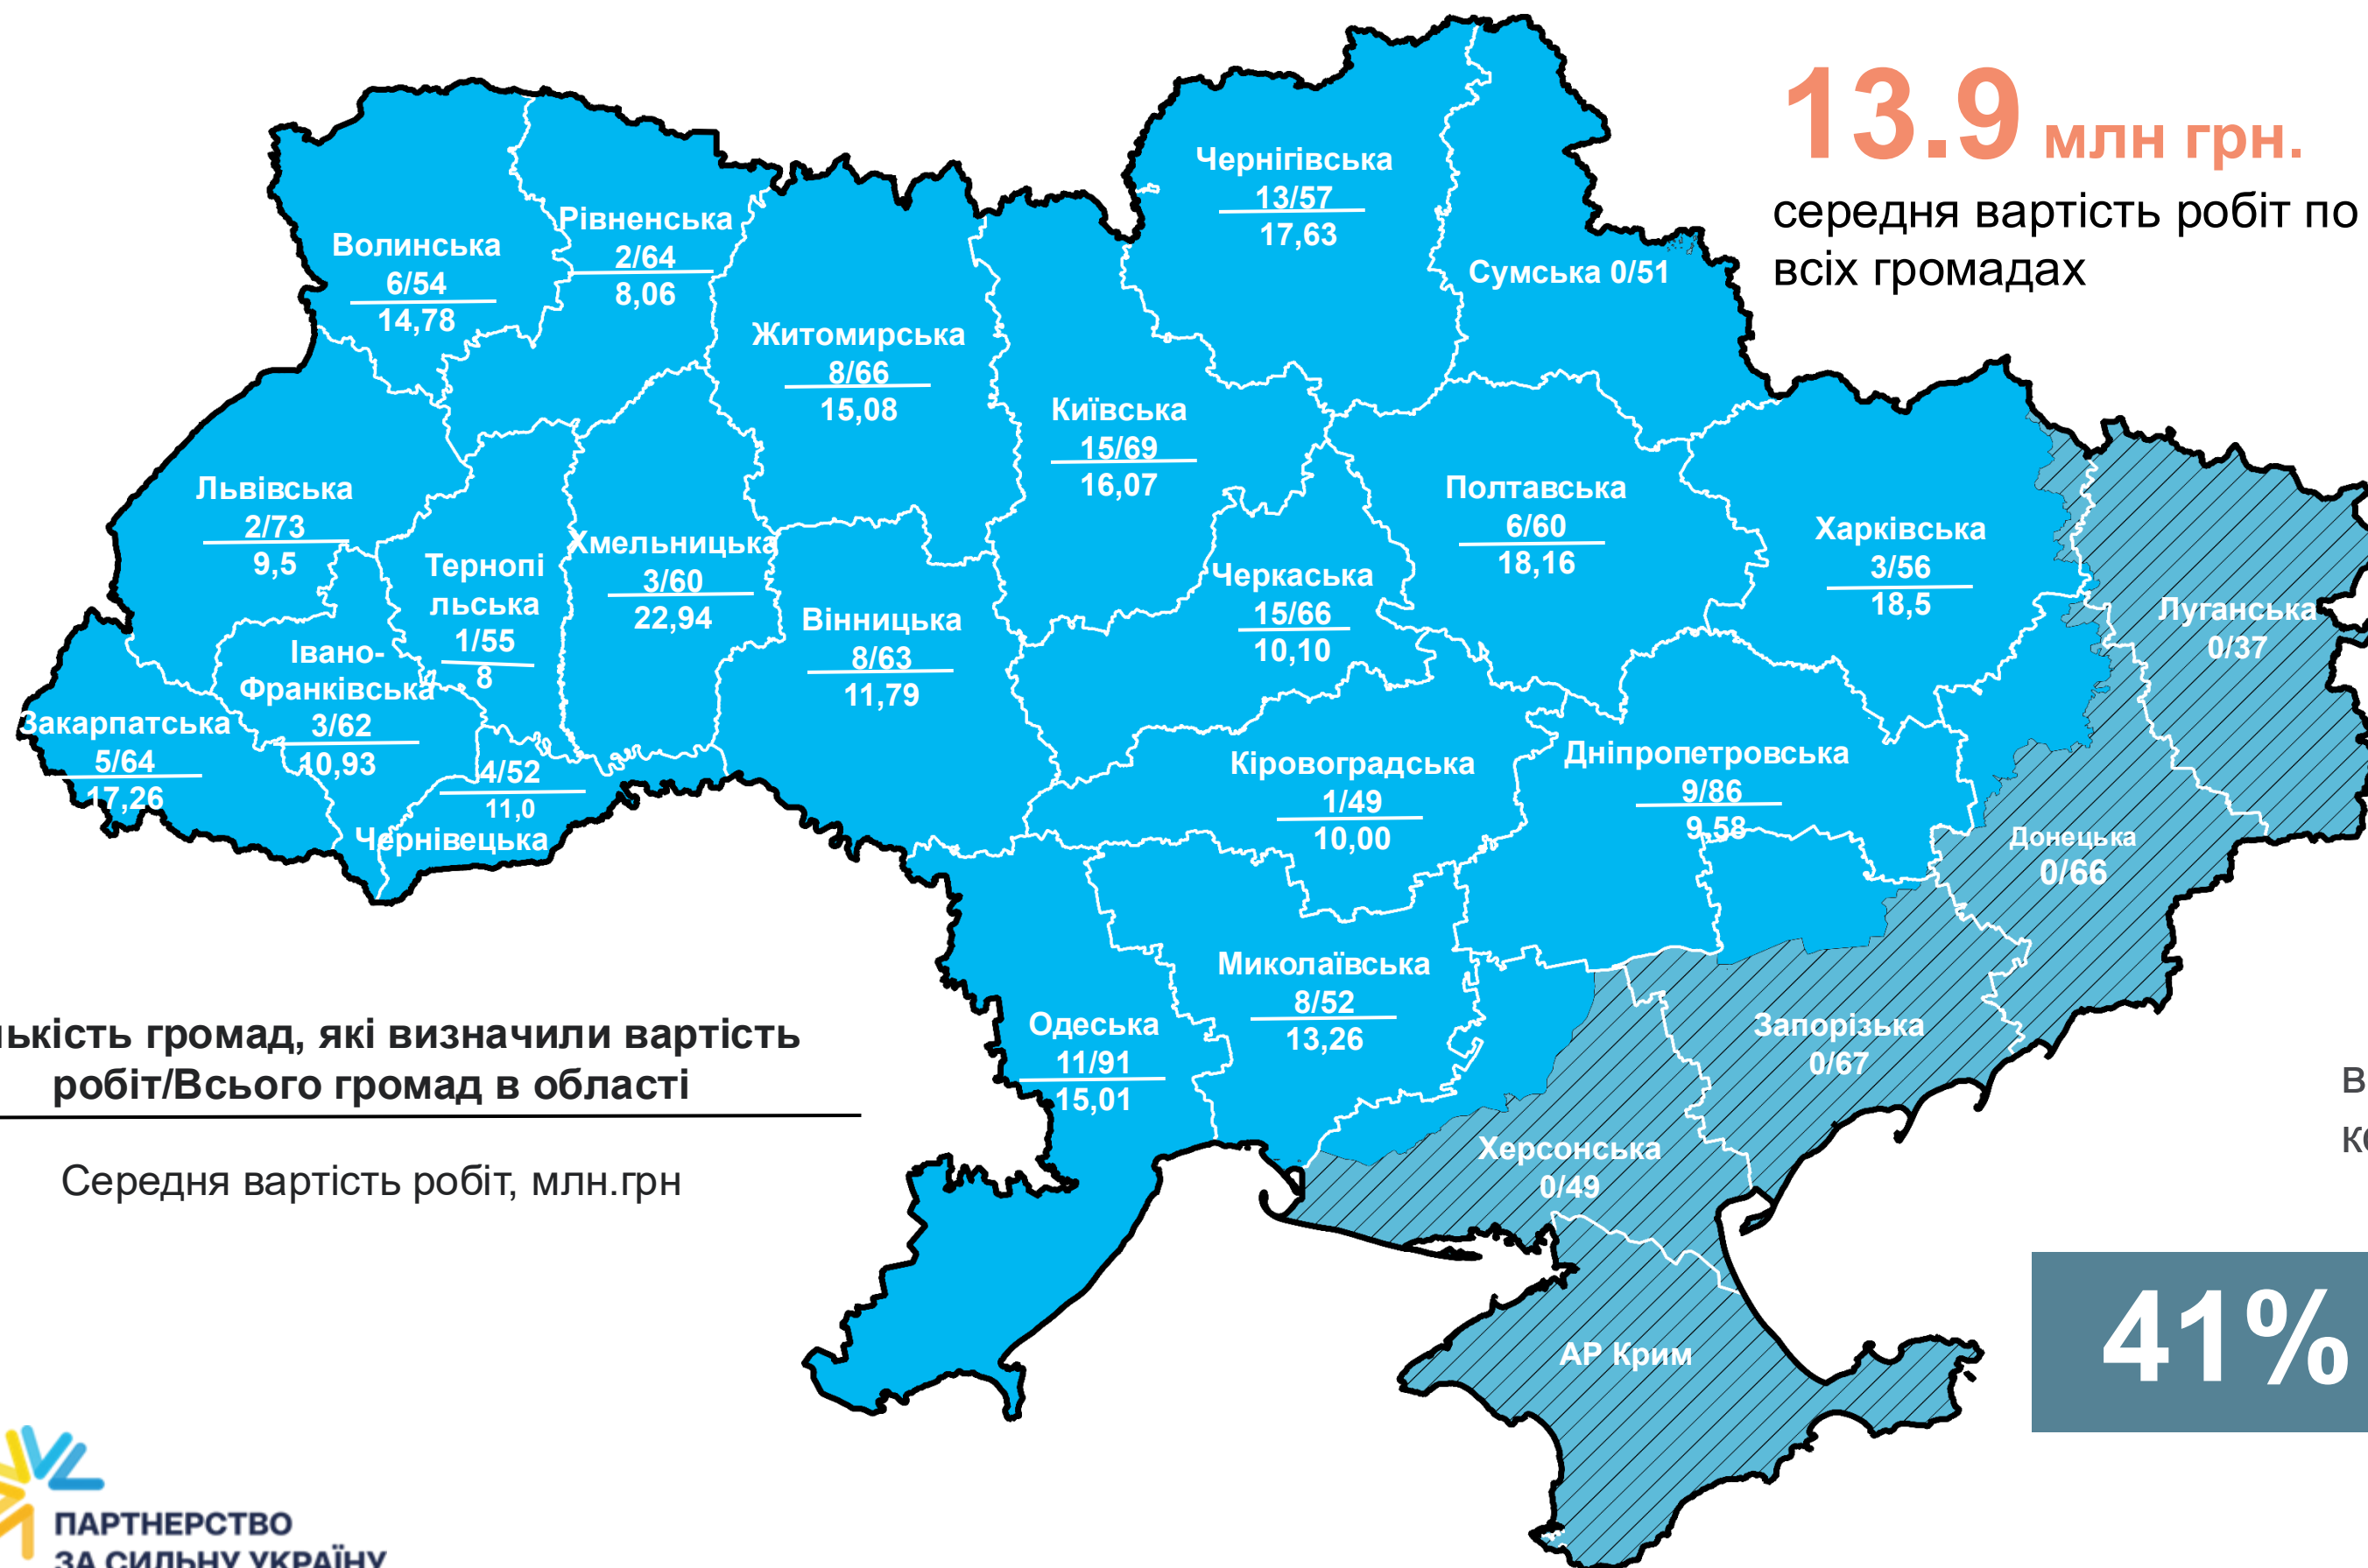 13.9 млн грн.
середня вартість робіт по
всіх громадах
Чернігівська
13/57
17,63
Сумська 0/51
Рівненська
2/64
8,06
Волинська
6/54
14,78
Житомирська
8/66
15,08
Київська
15/69
16,07
Львівська
2/73
9,5
Тернопі
льська
1/55
8
Хмельницька
3/60
22,94
Вінницька
8/63
11,79
Черкаська
15/66
10,10
Полтавська
6/60
18,16
Харківська
3/56
18,5
Луганська
0/37
Івано-
Франківська
3/62
10,93
Закарпатська
5/64
17,26
4/52
11,0
Чернівецька
Кіровоградська
1/49
10,00
Дніпропетровська
9/86
9,58
Донецька
0/66
Миколаївська
8/52
13,26
Одеська
11/91
15,01
Запорізька
0/67
Херсонська
0/49
АР Крим
громад, які визначили вартість
робіт/Всього громад в області
Середня вартість робіт, млн.грн
41%
ПАРТНЕРСТВО
ЗА СИЛЬНУ УКРАЇНУ